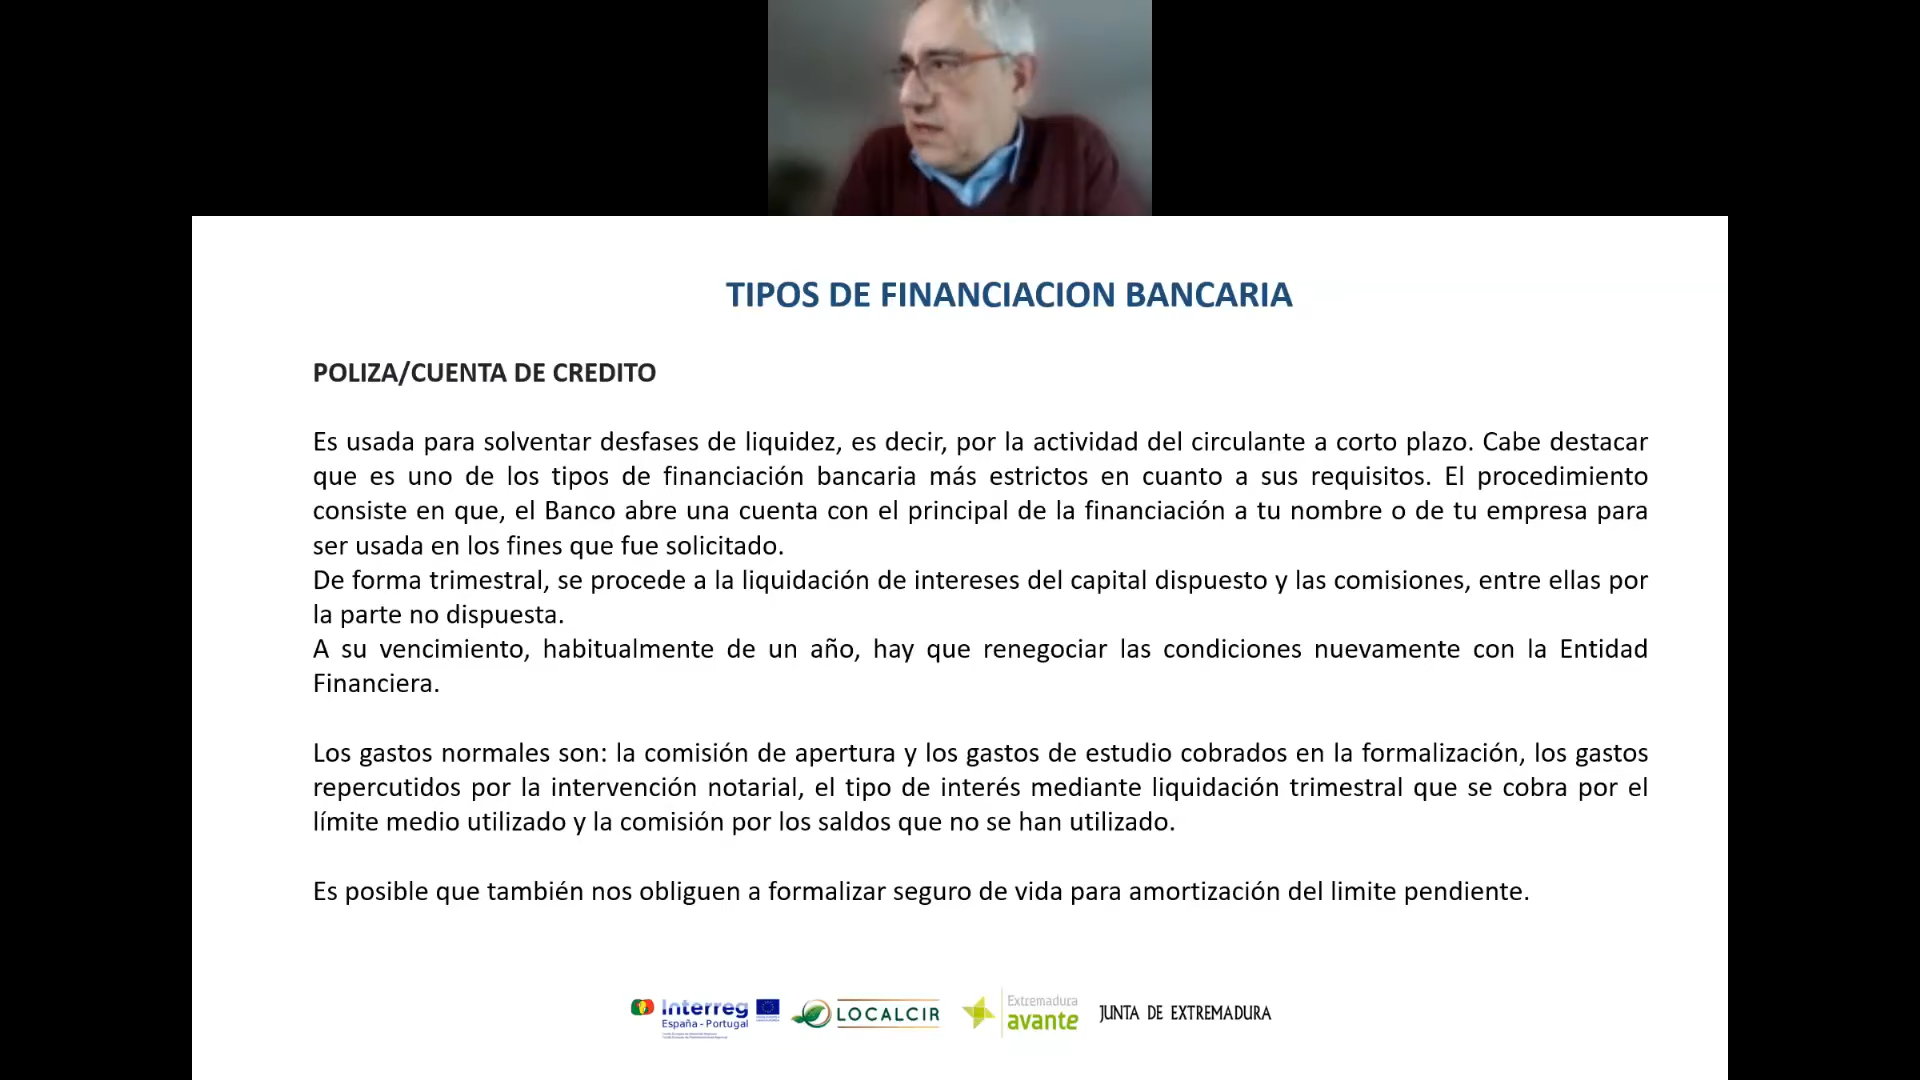 TIPOS DE FINANCIACION BANCARIA
POLIZA/CUENTA DE CREDITO
Es usada para solventar desfases de liquidez, es decir, por la actividad del circulante a corto plazo. Cabe destacar
que es uno de los tipos de financiación bancaria más estrictos en cuanto a sus requisitos. El procedimiento
consiste en que, el Banco abre una cuenta con el principal de la financiación a tu nombre o de tu empresa para
ser usada en los fines que fue solicitado.
De forma trimestral, se procede a la liquidación de intereses del capital dispuesto y las comisiones, entre ellas por
la parte no dispuesta.
A su vencimiento, habitualmente de un año, hay que renegociar las condiciones nuevamente con la Entidad
Financiera.
Los gastos normales son: la comisión de apertura y los gastos de estudio cobrados en la formalización, los gastos
repercutidos por la intervención notarial, el tipo de interés mediante liquidación trimestral que se cobra por el
límite medio utilizado y la comisión por los saldos que no se han utilizado.
Es posible que también nos obliguen a formalizar seguro de vida para amortización del limite pendiente.
Interreg
España - Portugal
LOCALCIR
Extremadura
avante
JUNTA DE EXTREMADURA